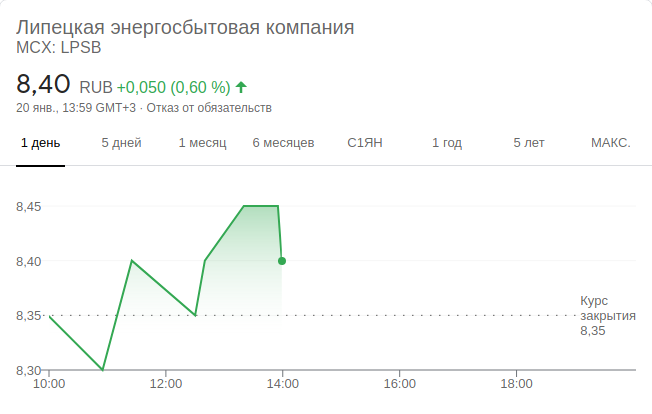 Липецкая энергосбытовая компания
MCX: LPSB
8,40 RUB +0,050 (0,60 %)
20 янв., 13:59 GMT+3 · Отказ от обязательств
1 день 5 дней 1 месяц 6 месяцев С1ЯН 1 год 5 лет МАКС.
8,45
8,40
8,35
8,30
Курс
закрытия
8,35
10:00 12:00 14:00 16:00 18:00